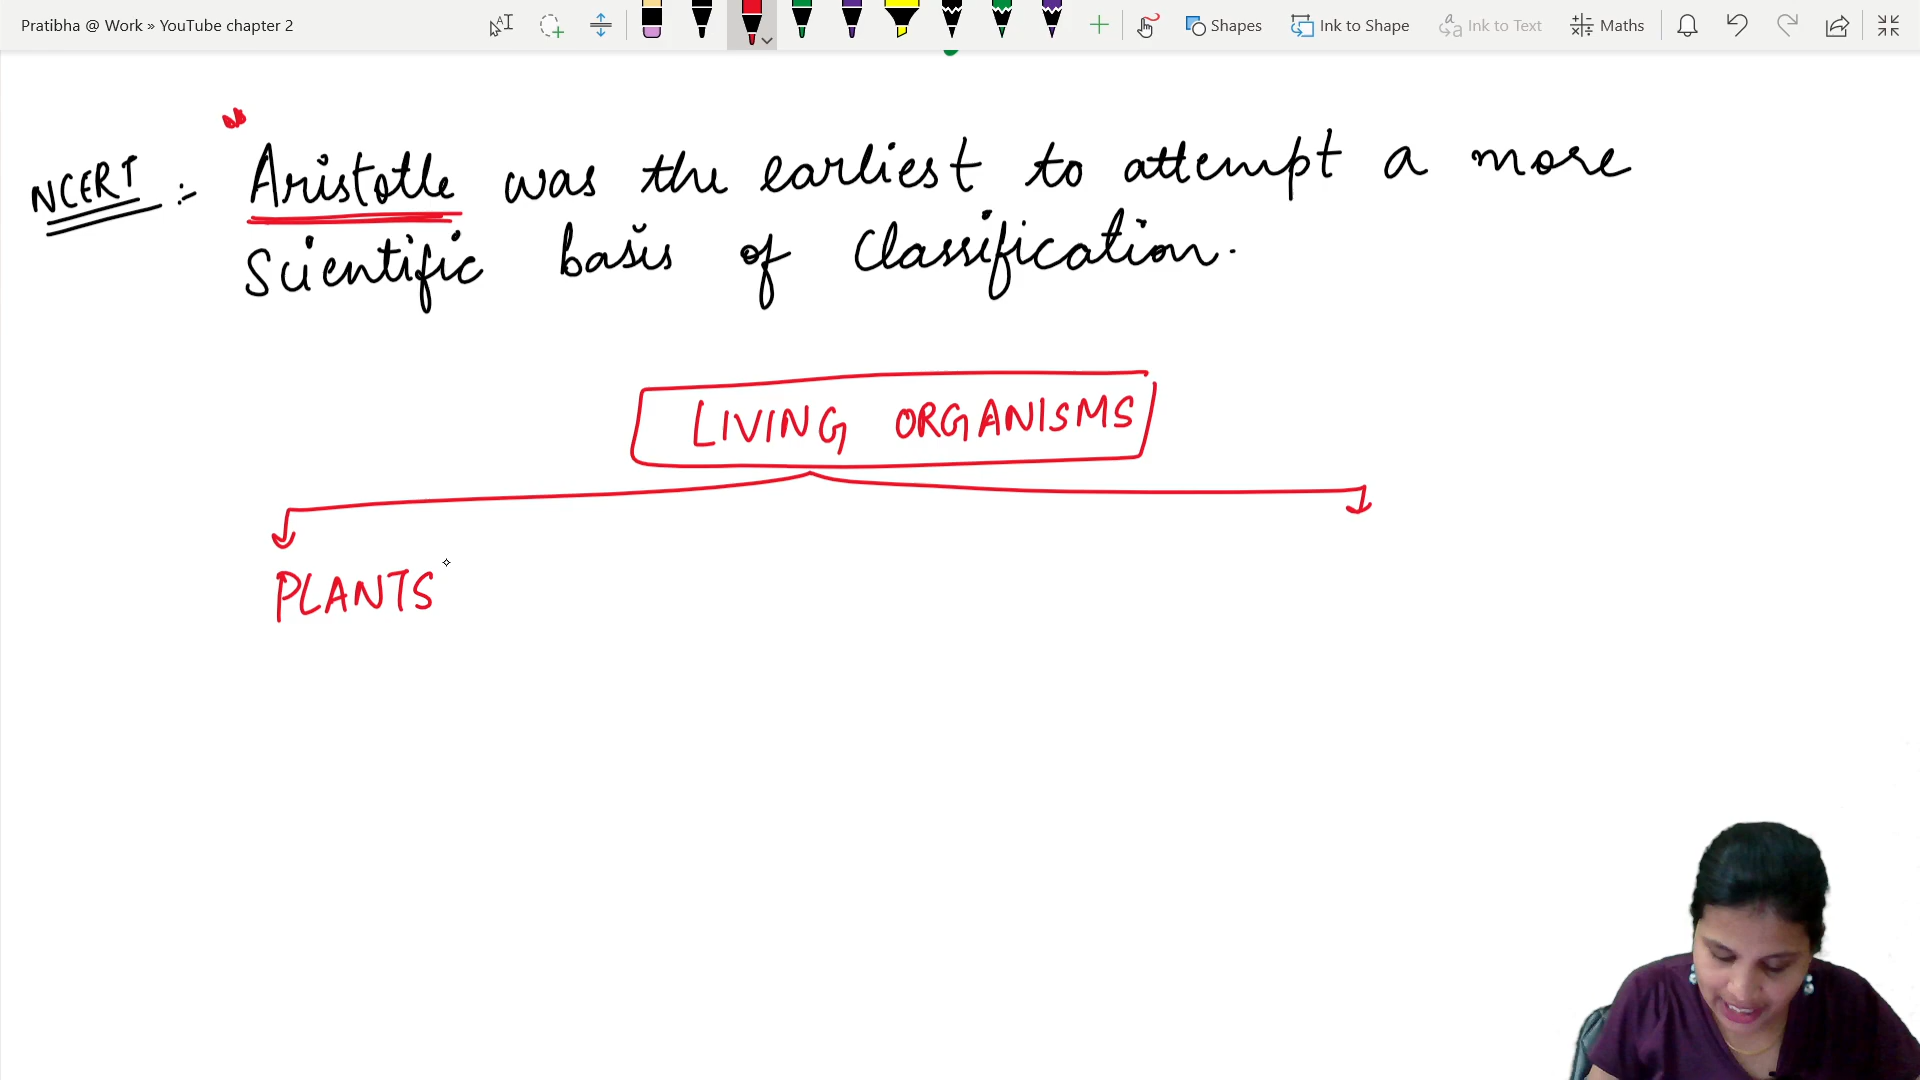 Pratibha @ Work » YouTube chapter 2
Shapes
Ink to Shape
Ink to Text
Maths
NCERT :- Aristotle was the earliest to attempt a more
Scientific basis of Classification.
LIVING ORGANISMS
PLANTS